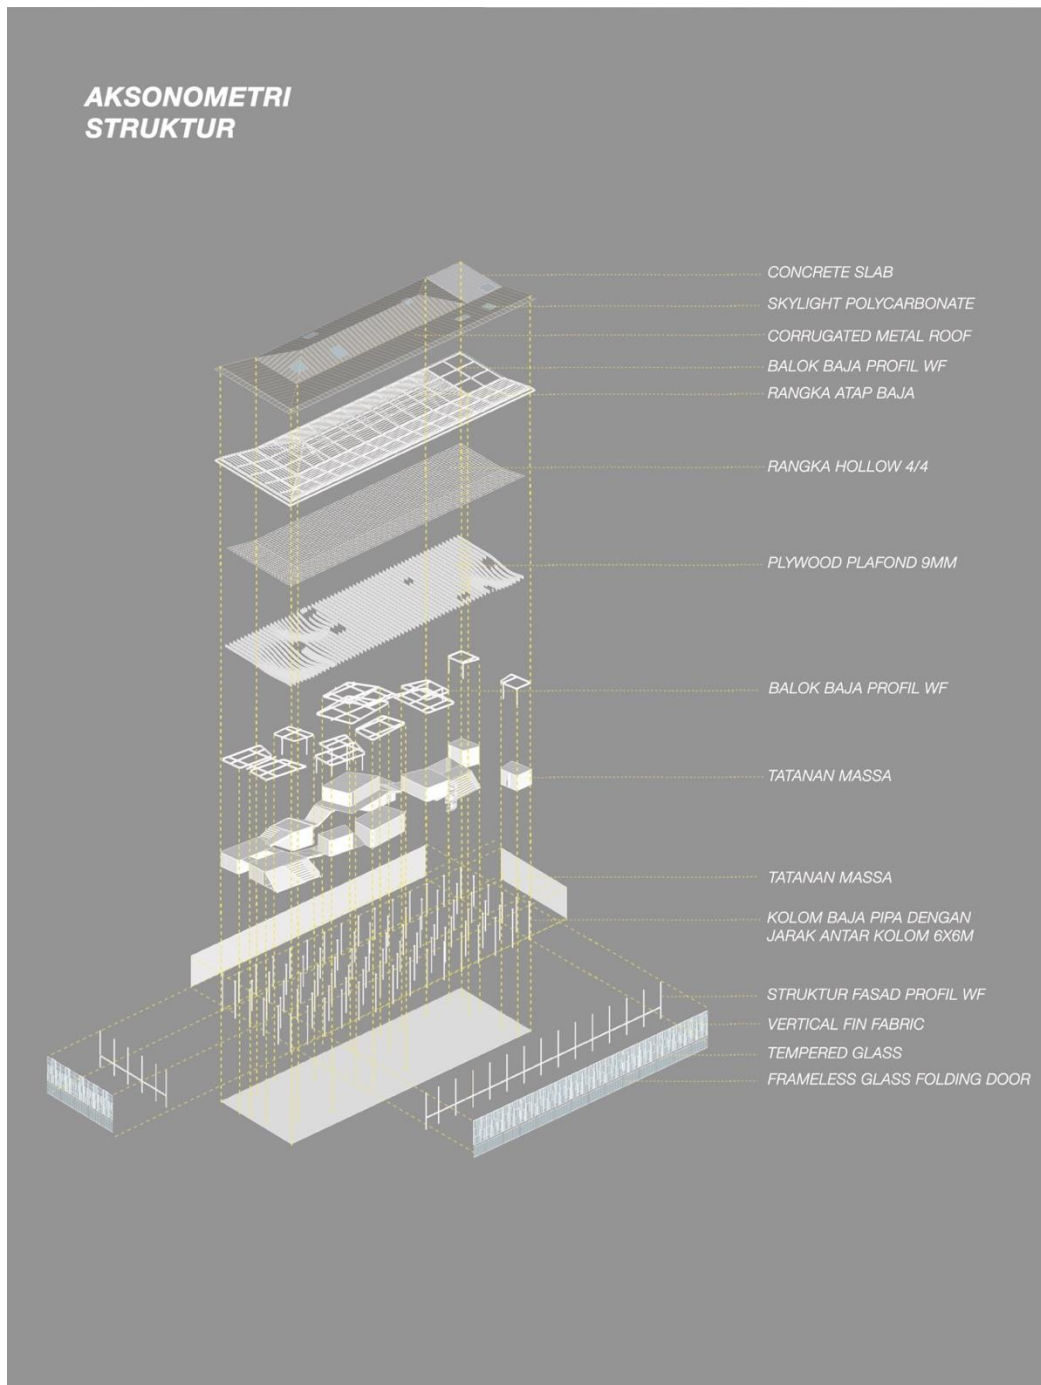 AKSONOMETRI
STRUKTUR
CONCRETE SLAB
SKYLIGHT POLYCARBONATE
CORRUGATED METAL ROOF
BALOK BAJA PROFIL WF
RANGKA ATAP BAJA
RANGKA HOLLOW 4/4
PLYWOOD PLAFOND 9MM
BALOK BAJA PROFIL WF
TATANAN MASSA
TATANAN MASSA
KOLOM BAJA PIPA DENGAN
JARAK ANTAR KOLOM 6X6M
STRUKTUR FASAD PROFIL WF
VERTICAL FIN FABRIC
TEMPERED GLASS
FRAMELESS GLASS FOLDING DOOR